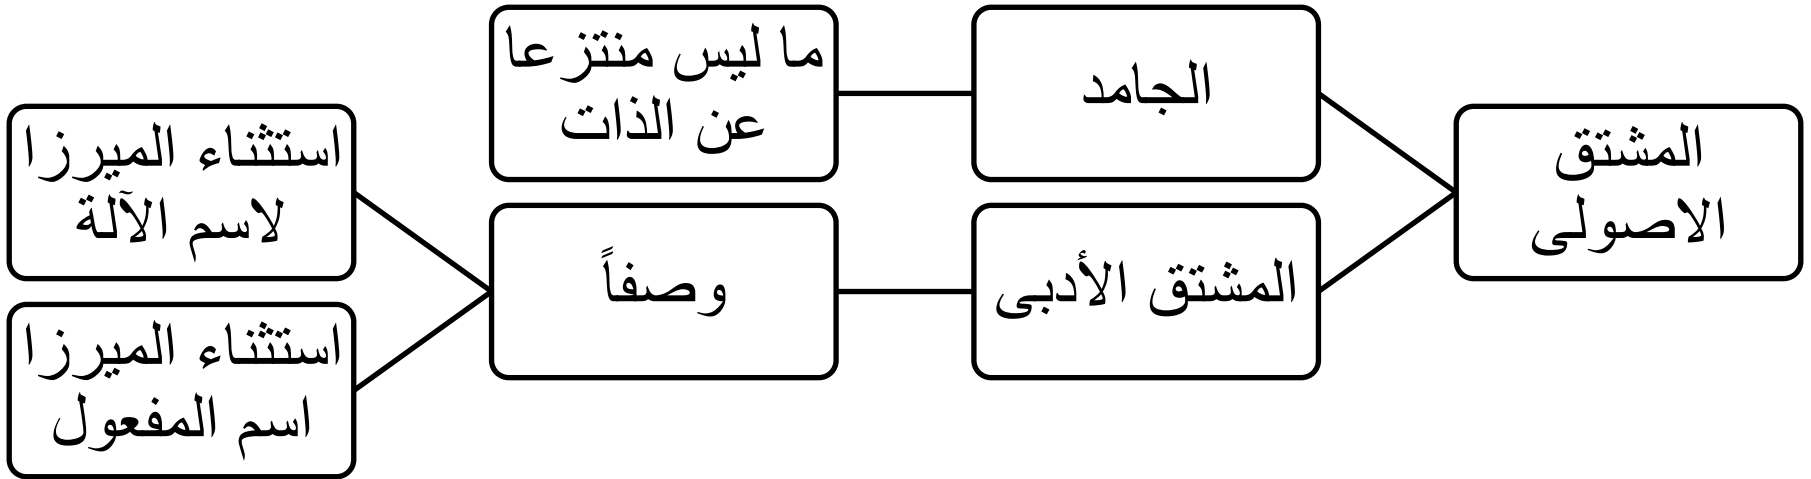 المشتق
الاصولى
الجامد
ما ليس منتزعا
عن الذات
المشتق الأدبى
وصفاً
استثناء الميرزا
لاسم الآلة
استثناء الميرزا
اسم المفعول